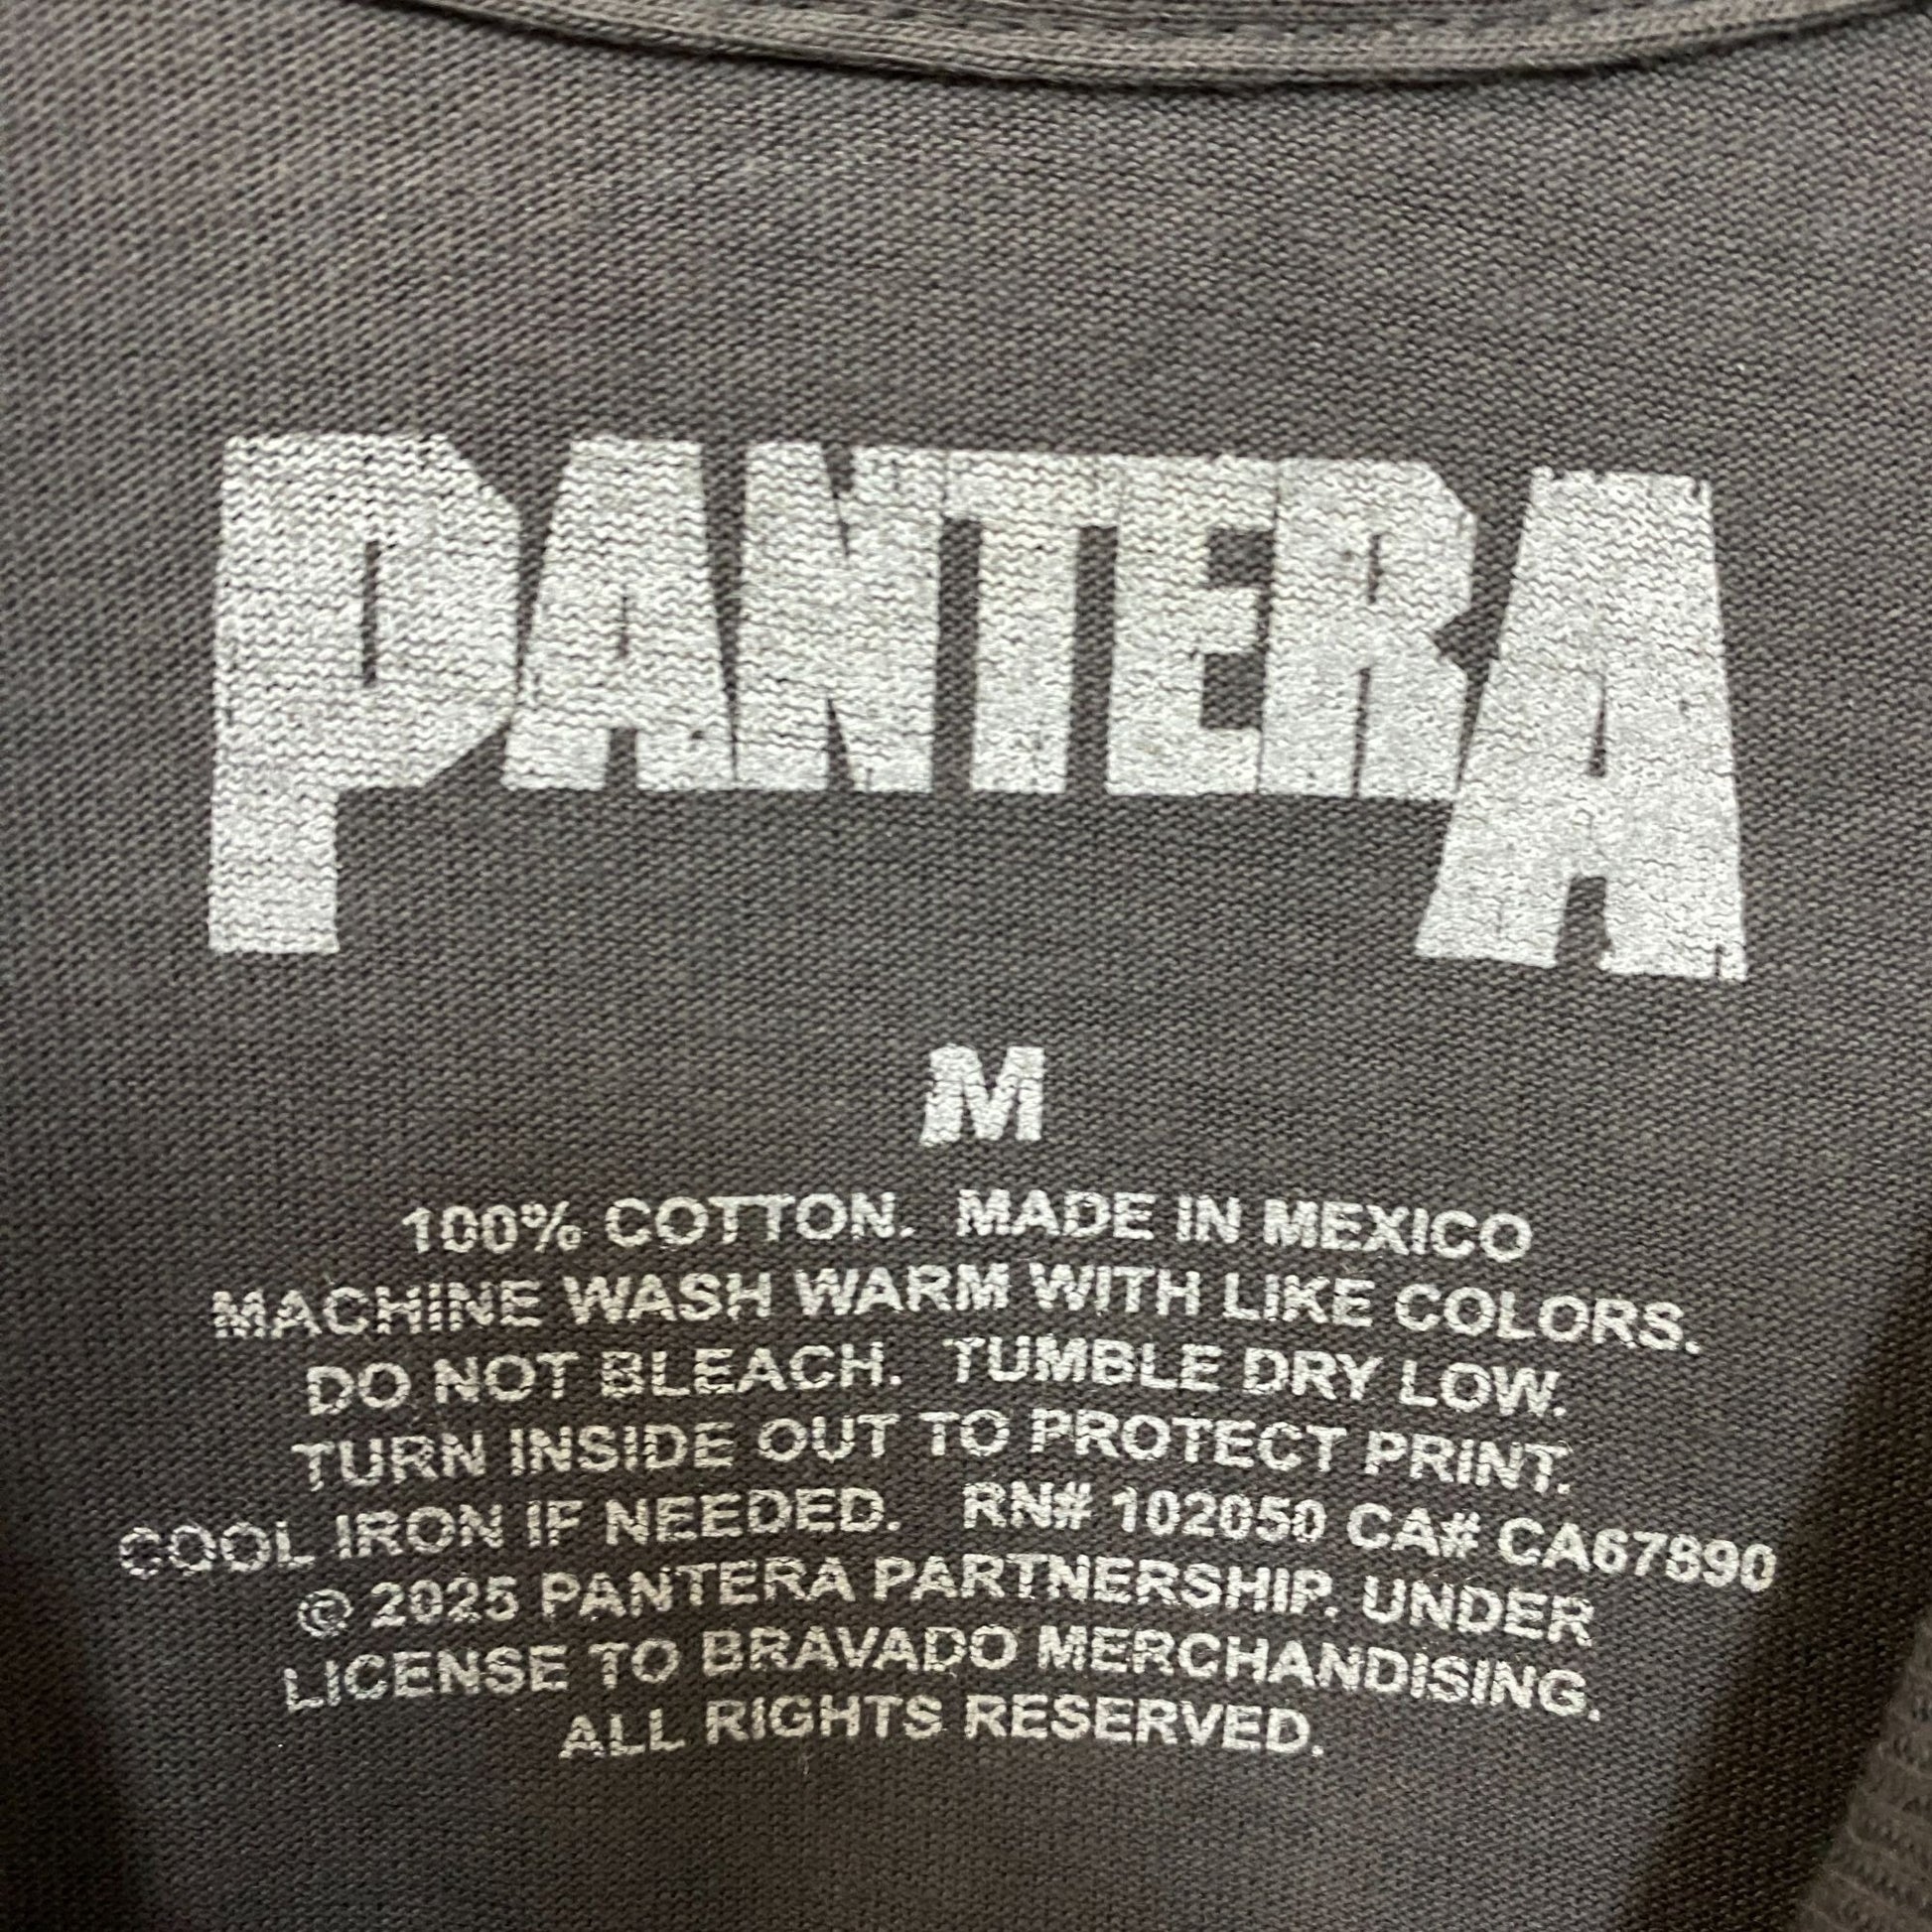 PANTERA
M
100% COTTON. MADE IN MEXICO
MACHINE WASH WARM WITH LIKE COLORS.
DO NOT BLEACH. TUMBLE DRY LOW.
TURN INSIDE OUT TO PROTECT PRINT.
COOL IRON IF NEEDED. RN# 102050 CA# CA67890
© 2025 PANTERA PARTNERSHIP. UNDER
LICENSE TO BRAVADO MERCHANDISING.
ALL RIGHTS RESERVED.